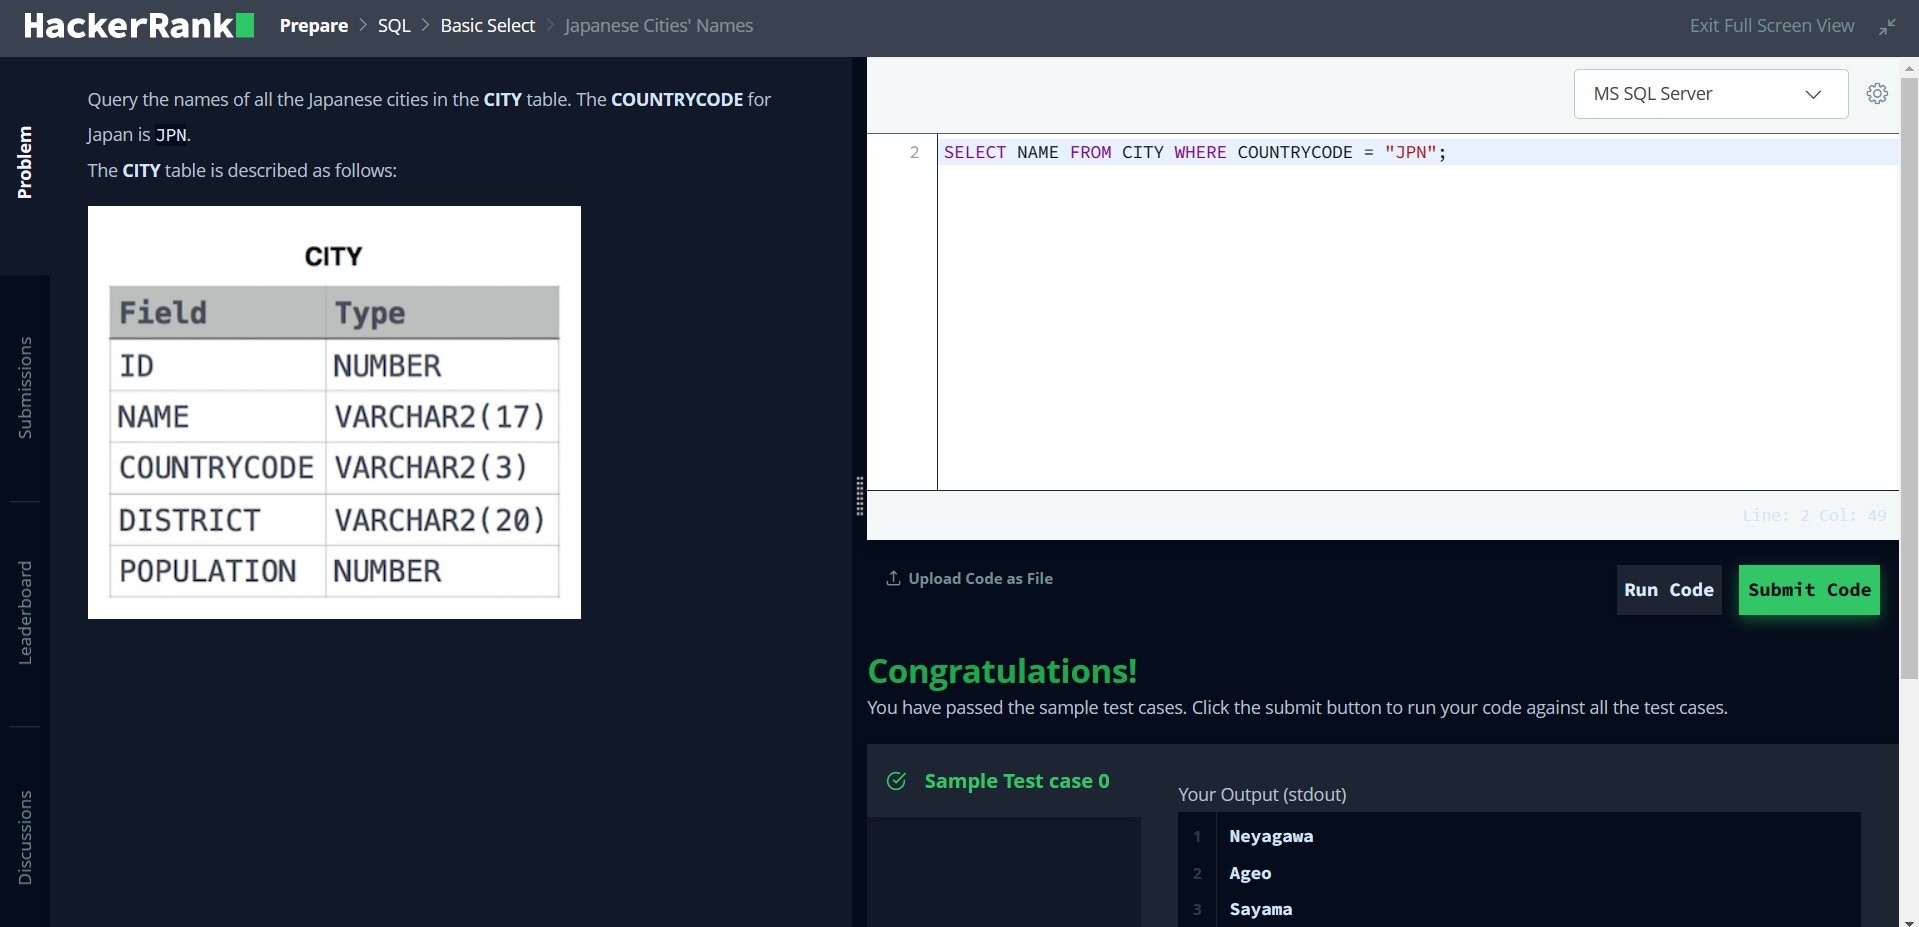 HackerRank
Prepare > SQL > Basic Select > Japanese Cities' Names
Exit Full Screen View
Problem
Submissions
Leaderboard
Discussions
Query the names of all the Japanese cities in the CITY table. The COUNTRYCODE for
Japan is JPN.
The CITY table is described as follows:
CITY
Field Type
ID NUMBER
NAME VARCHAR2(17)
COUNTRYCODE VARCHAR2(3)
DISTRICT VARCHAR2(20)
POPULATION NUMBER
MS SQL Server
2 SELECT NAME FROM CITY WHERE COUNTRYCODE = "JPN";
Line: 2 Col: 49
Upload Code as File
Run Code
Submit Code
Congratulations!
You have passed the sample test cases. Click the submit button to run your code against all the test cases.
Sample Test case 0
Your Output (stdout)
1 Neyagawa
2 Ageo
3 Sayama